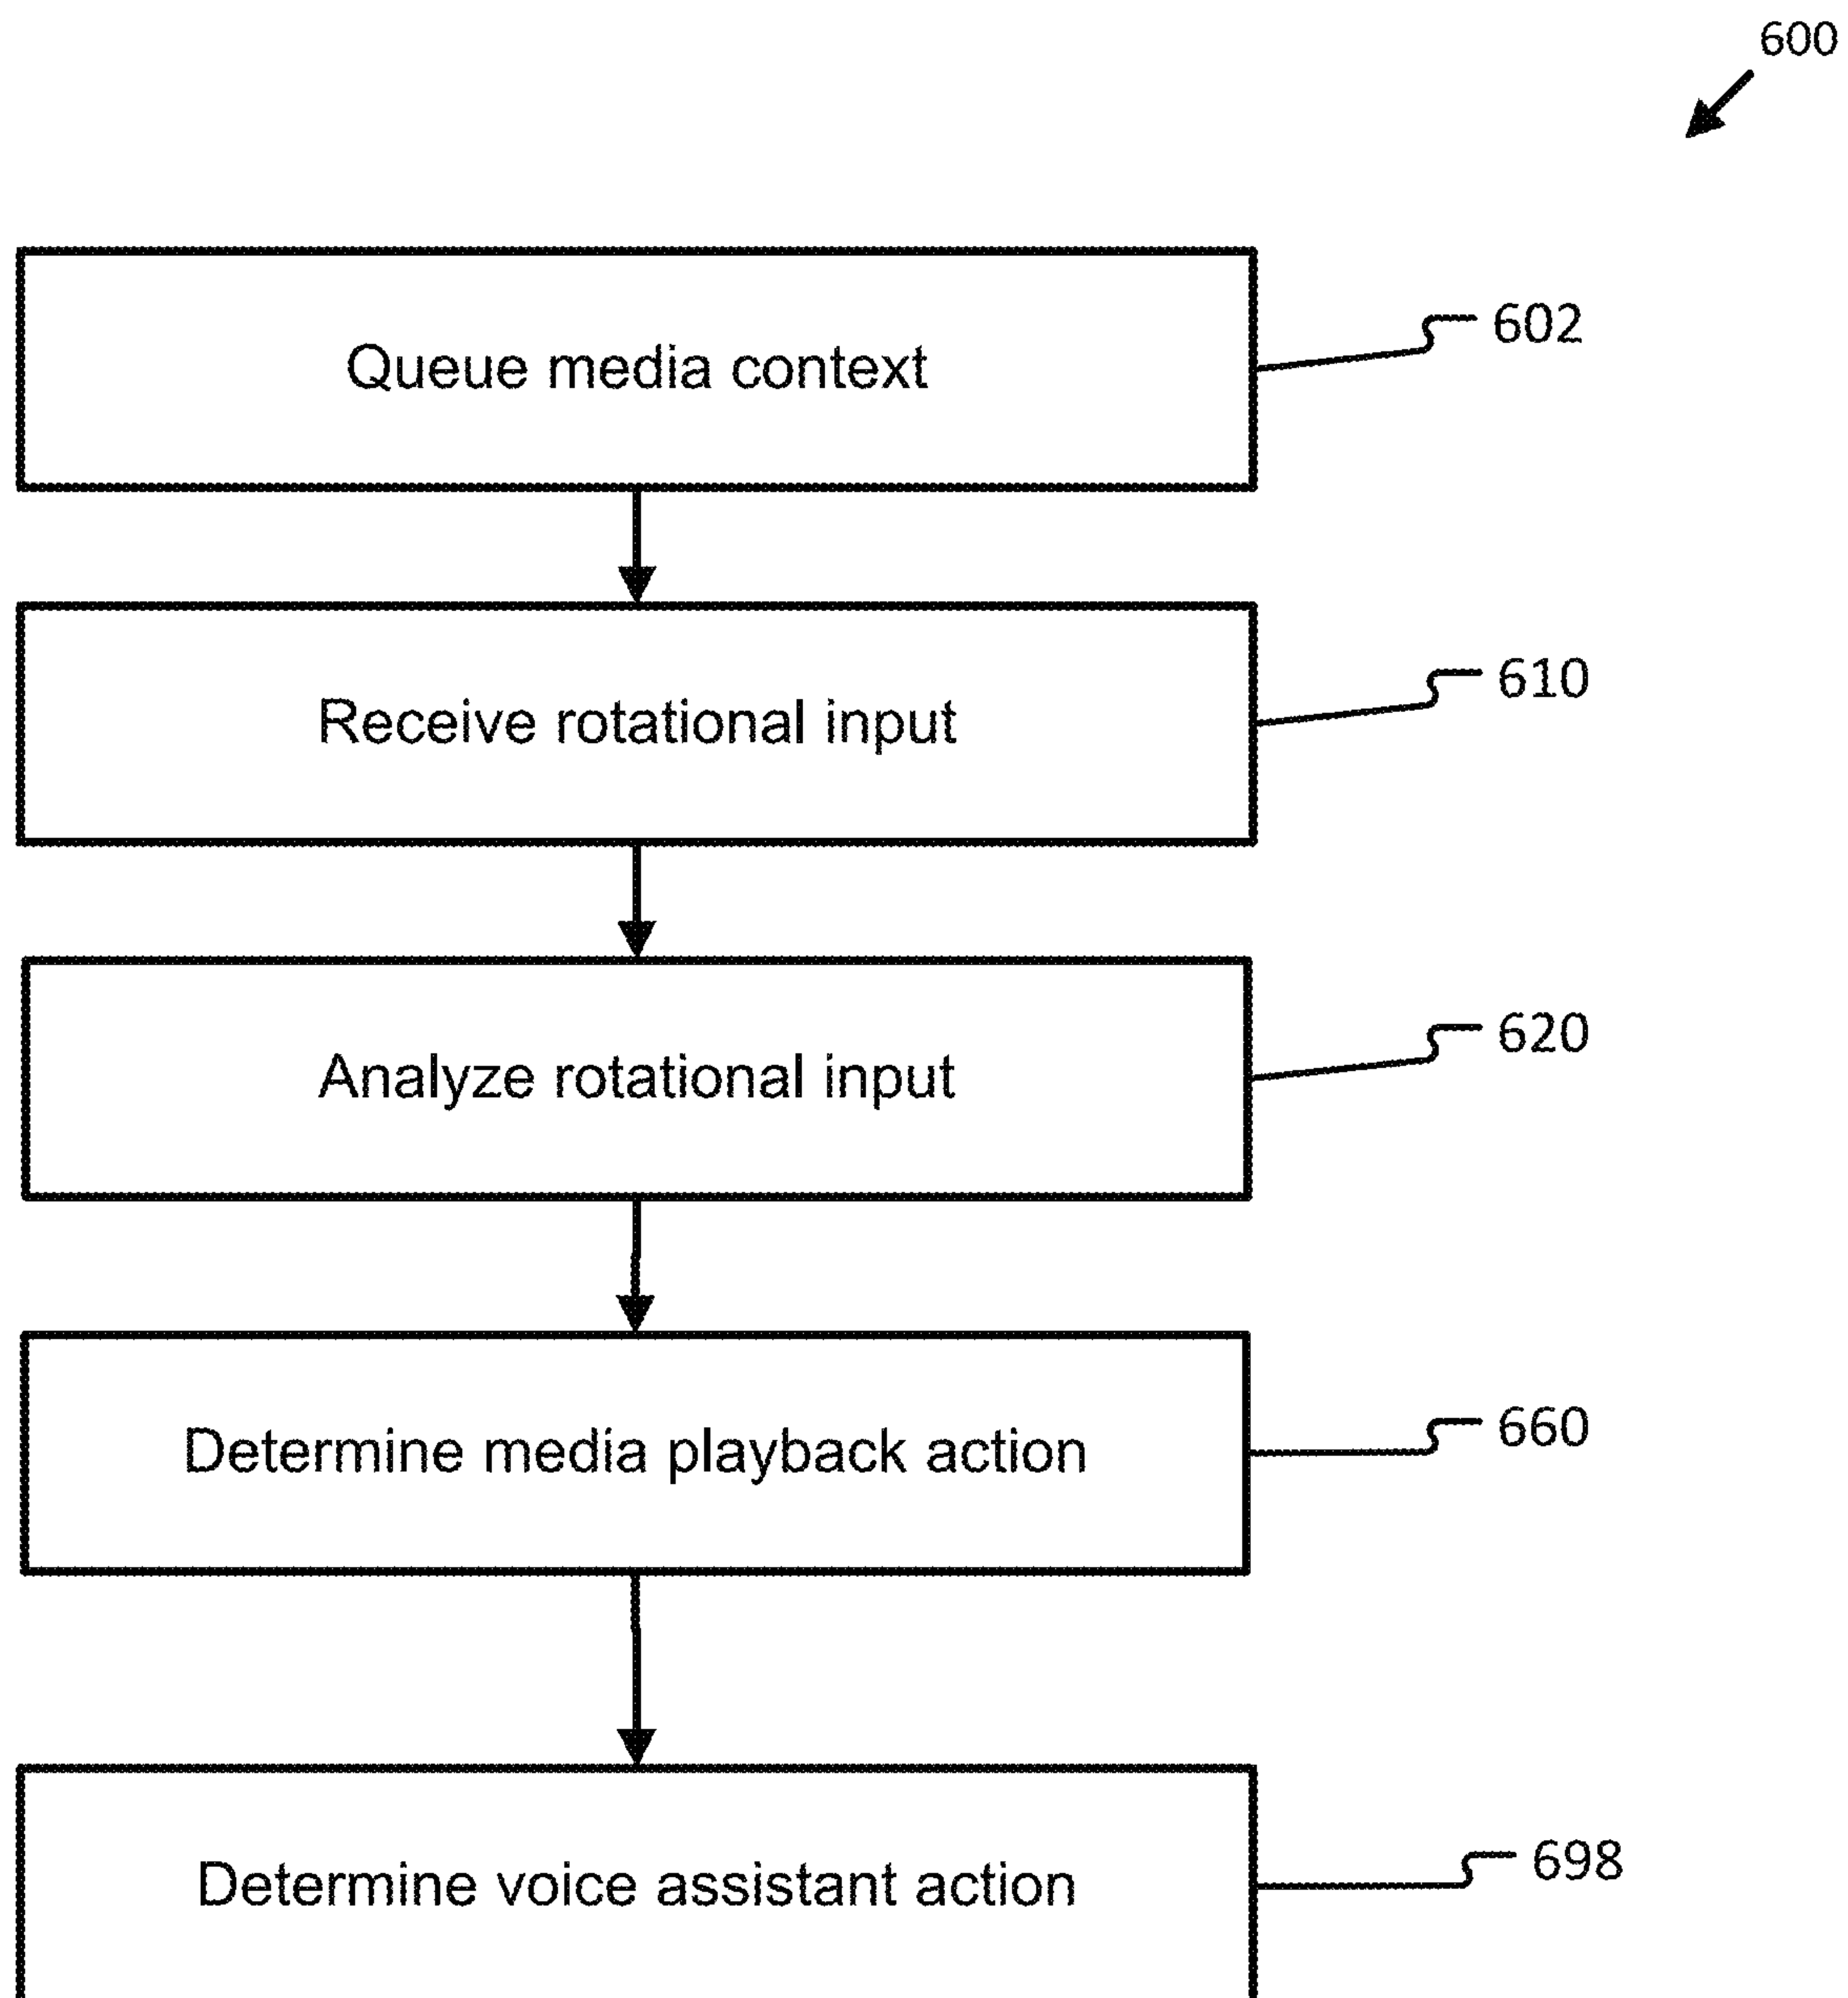 600
Queue media context
602
Receive rotational input
610
Analyze rotational input
620
Determine media playback action
660
Determine voice assistant action
698